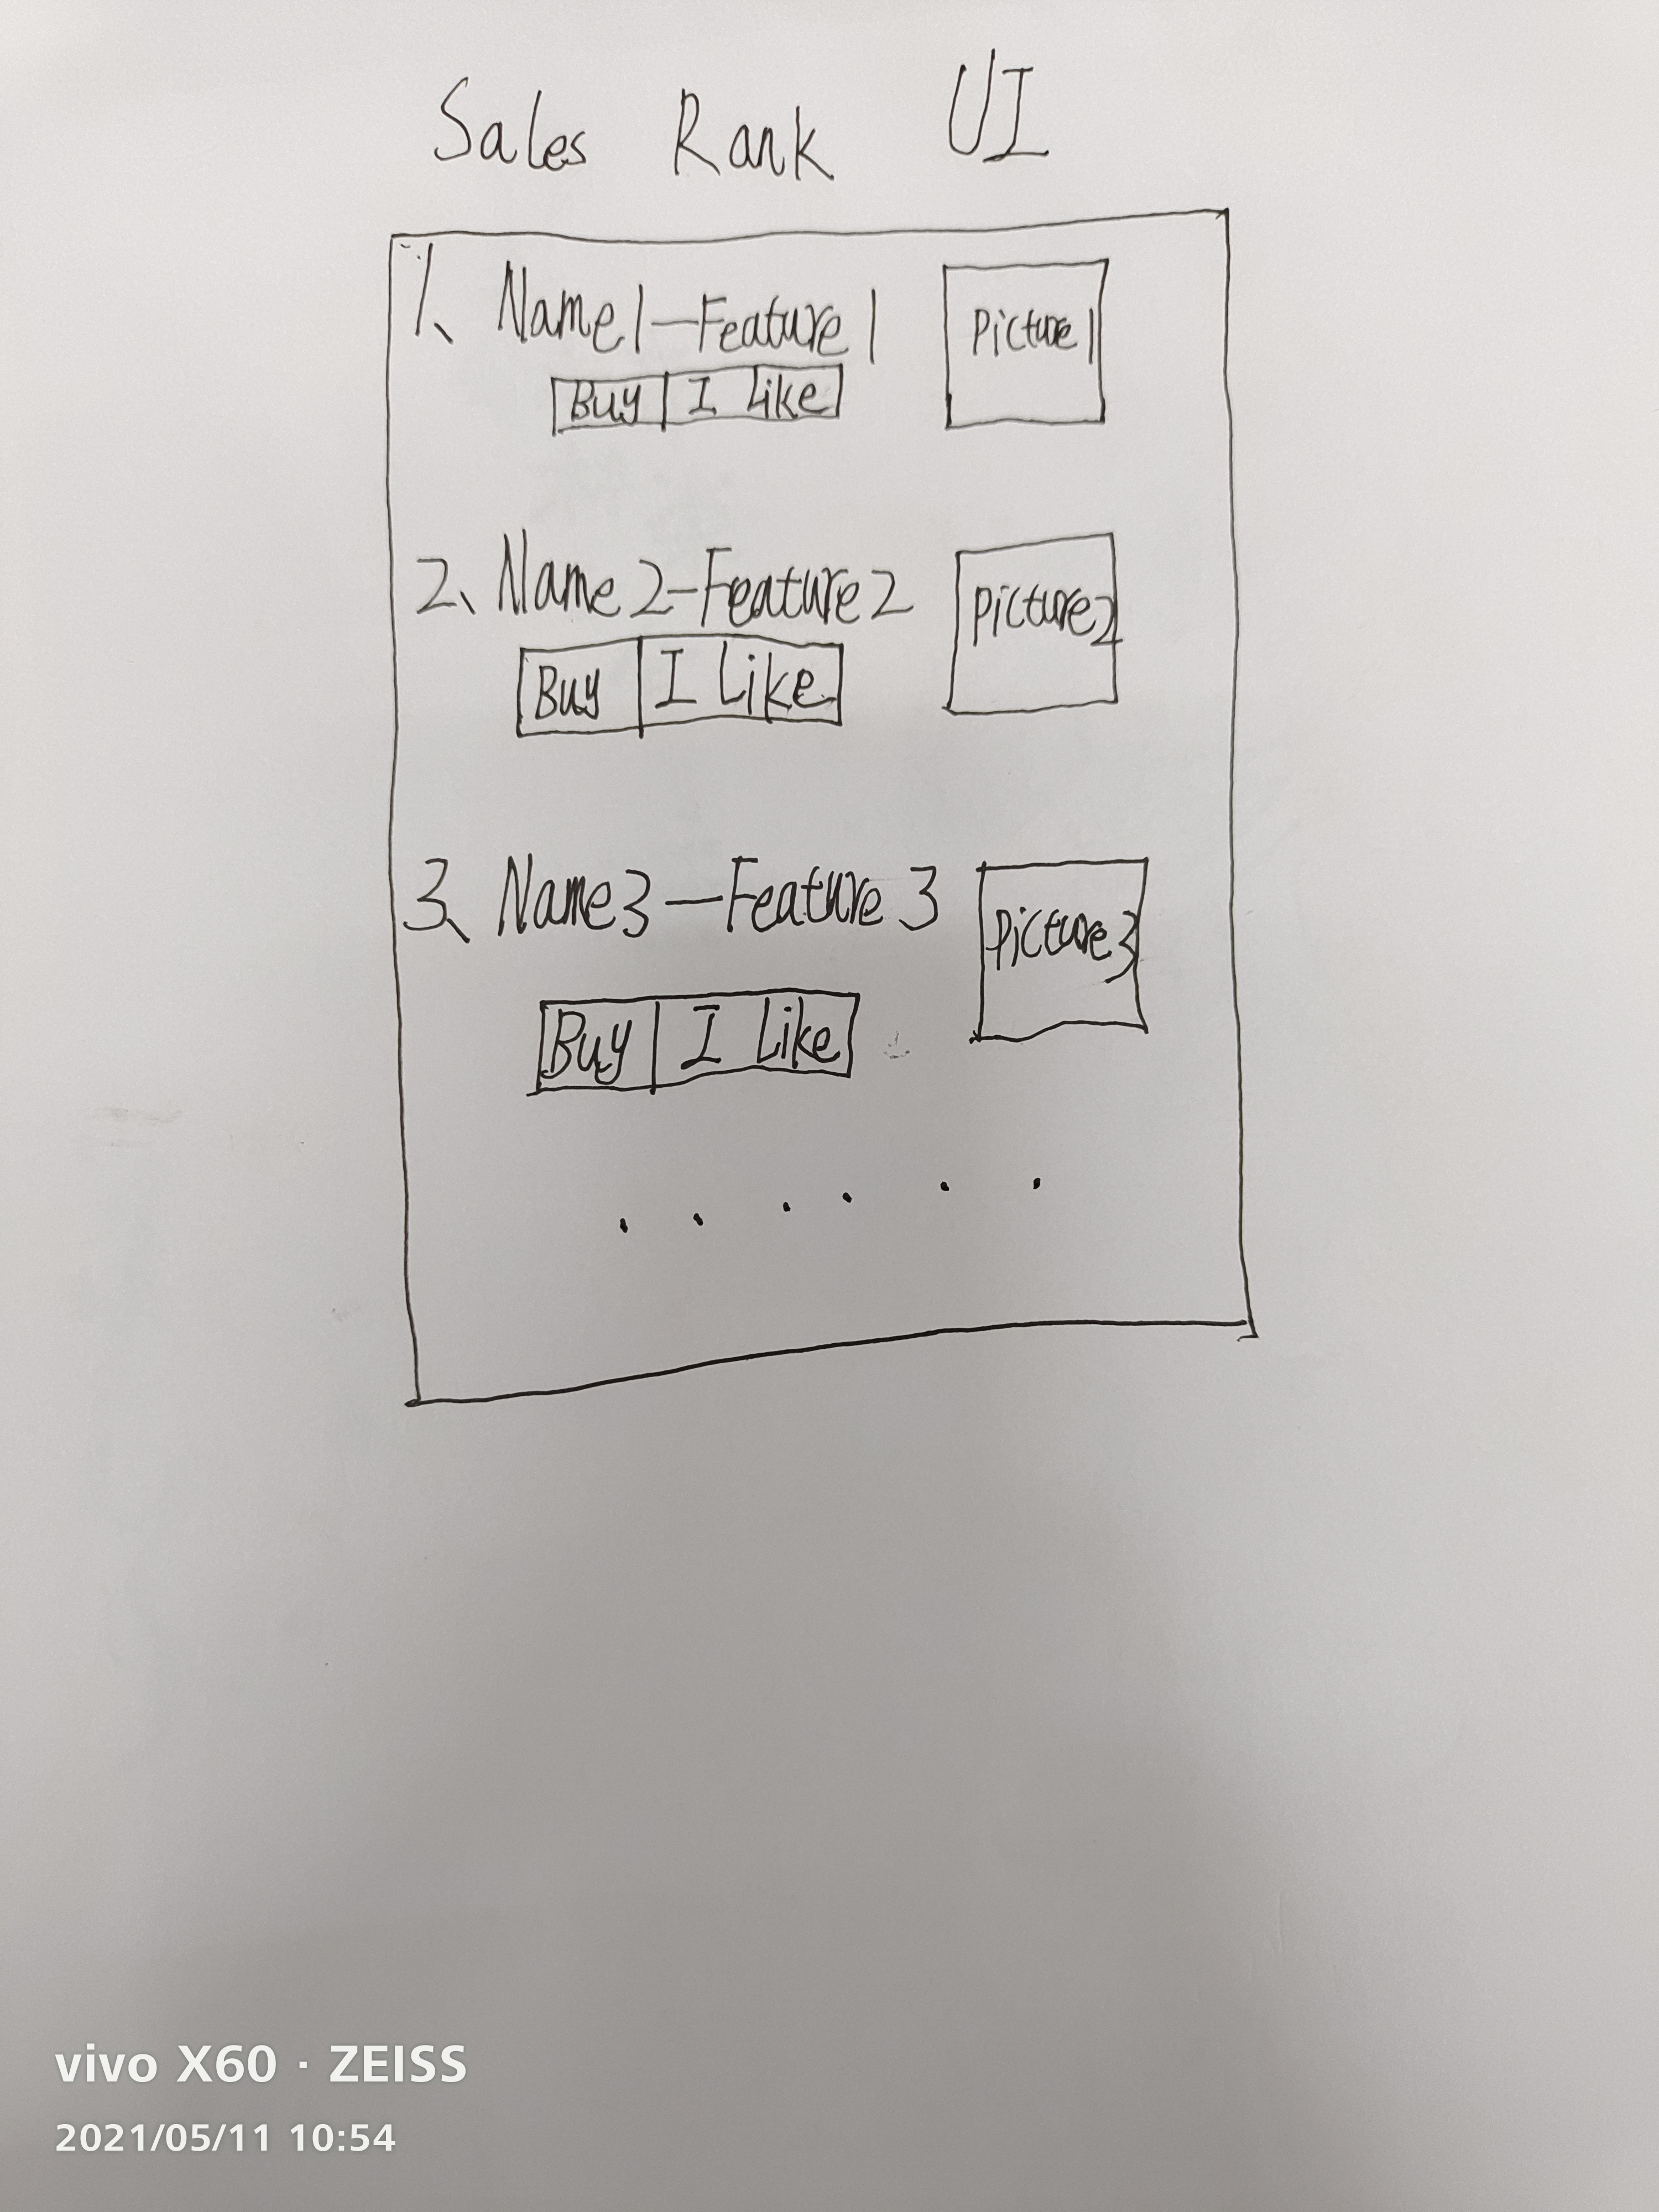 Sales Rank UI
1、Name1—Feature1
Picture1
Buy I Like
2、Name2-Feature2
Picture2
Buy I Like
3、Name3—Feature3
Picture3
Buy I Like
......
vivo X60 · ZEISS
2021/05/11 10:54